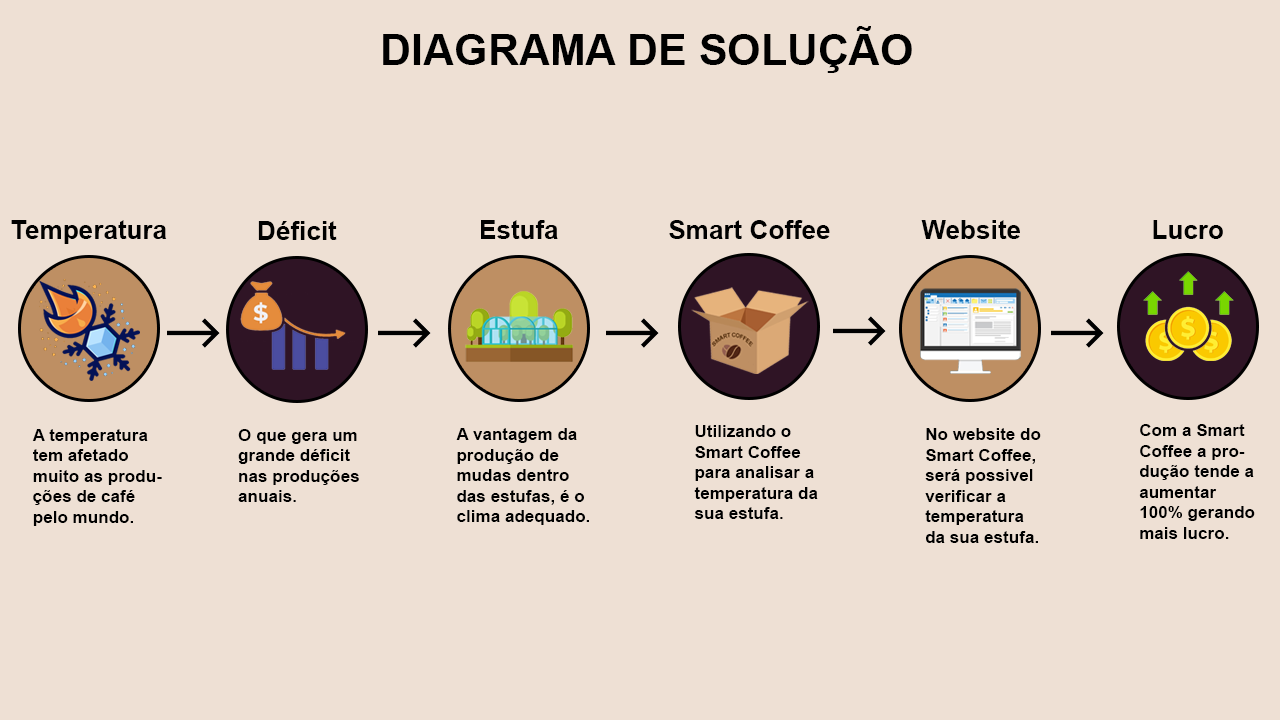 DIAGRAMA DE SOLUÇÃO
Temperatura
A temperatura
tem afetado
muito as produ-
ções de café
pelo mundo.
Déficit
$
O que gera um
grande déficit
nas produções
anuais.
Estufa
A vantagem da
produção de
mudas dentro
das estufas, é o
clima adequado.
Smart Coffee
SMART COFFEE
Utilizando o
Smart Coffee
para analisar a
temperatura da
sua estufa.
Website
No website do
Smart Coffee,
será possivel
verificar a
temperatura
da sua estufa.
Lucro
$ $ $
Com a Smart
Coffee a pro-
dução tende a
aumentar
100% gerando
mais lucro.